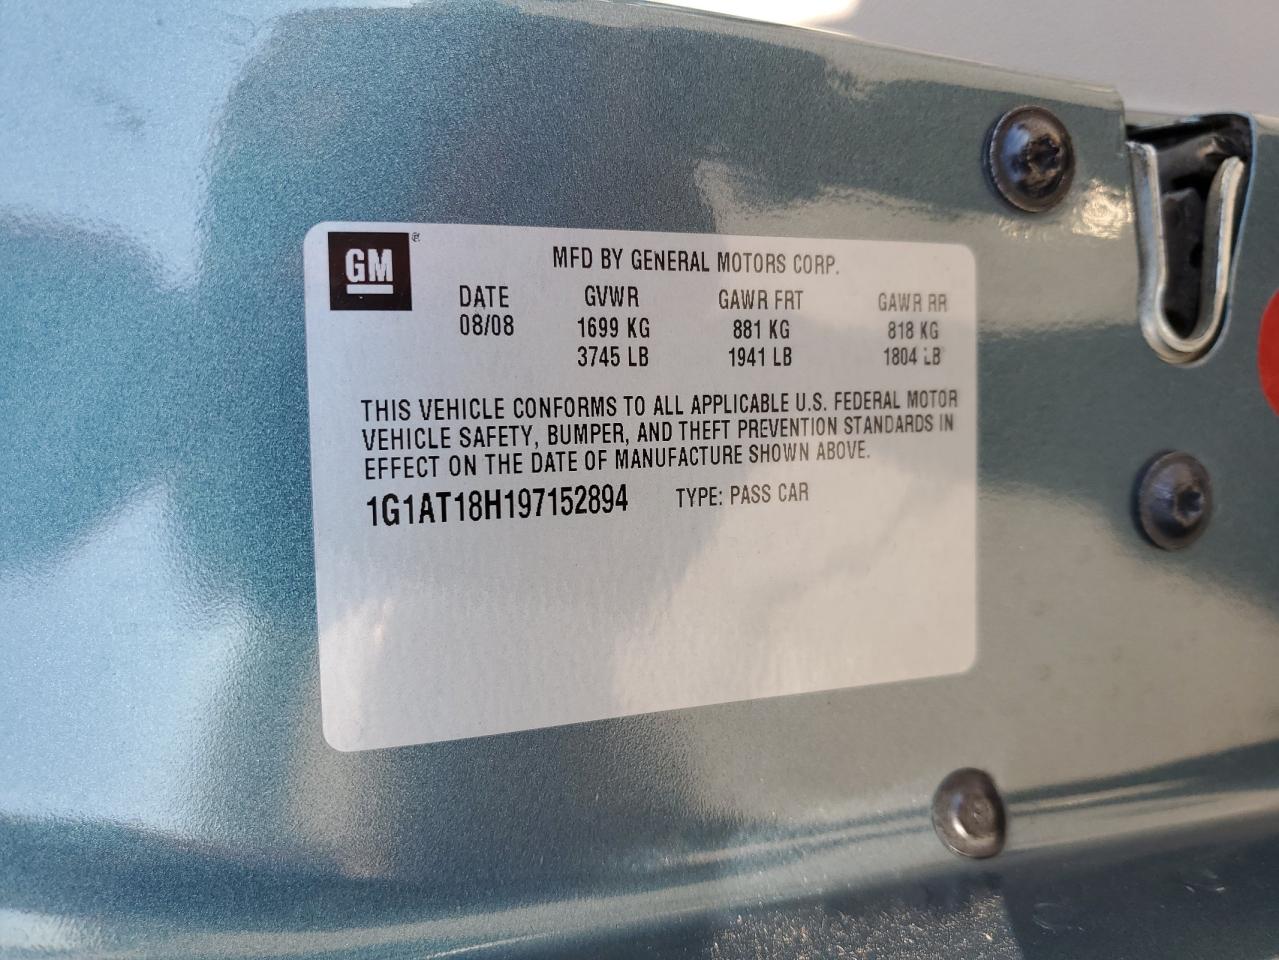 GM
MFD BY GENERAL MOTORS CORP.
DATE GVWR GAWR FRT GAWR RR
08/08 1699 KG 881 KG 818 KG
3745 LB 1941 LB 1804 LB
THIS VEHICLE CONFORMS TO ALL APPLICABLE U.S. FEDERAL MOTOR
VEHICLE SAFETY, BUMPER, AND THEFT PREVENTION STANDARDS IN
EFFECT ON THE DATE OF MANUFACTURE SHOWN ABOVE.
1G1AT18H197152894 TYPE: PASS CAR